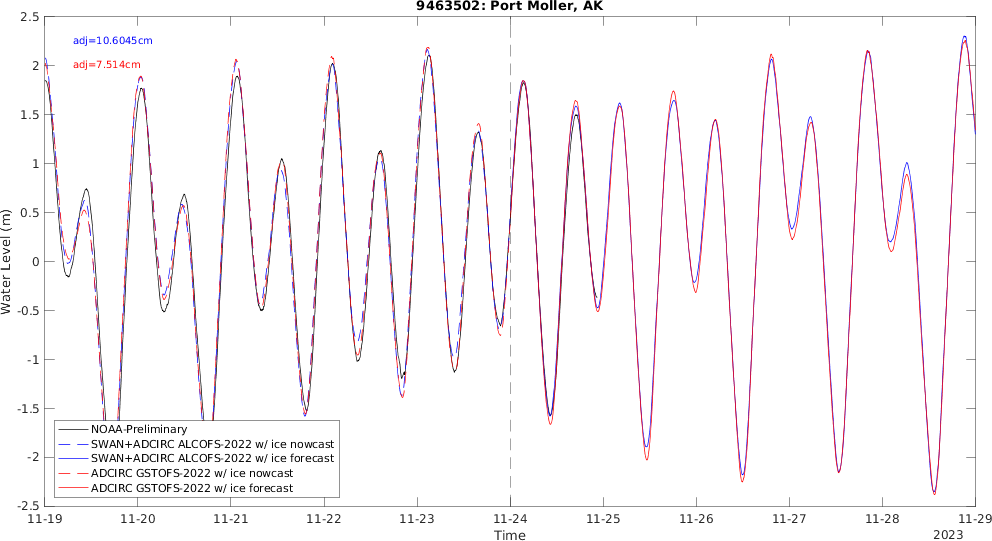 9463502: Port Moller, AK
adj=10.6045cm
adj=7.514cm
Water Level (m)
2.5
2
1.5
1
0.5
0
-0.5
-1
-1.5
-2
-2.5
NOAA-Preliminary
SWAN+ADCIRC ALCOFS-2022 w/ ice nowcast
SWAN+ADCIRC ALCOFS-2022 w/ ice forecast
ADCIRC GSTOFS-2022 w/ ice nowcast
ADCIRC GSTOFS-2022 w/ ice forecast
11-19 11-20 11-21 11-22 11-23 11-24 11-25 11-26 11-27 11-28 11-29
Time
2023